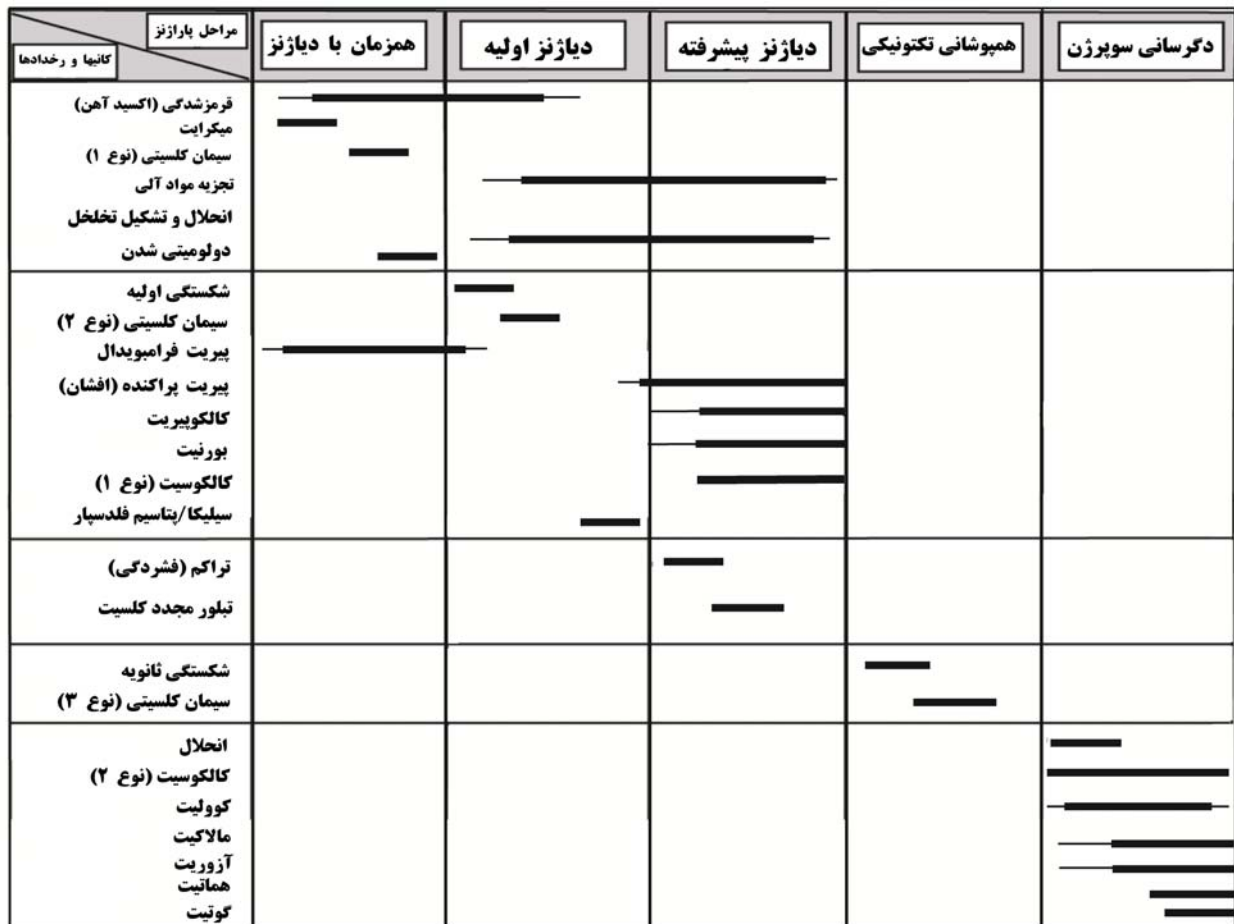 مراحل پاراژنز
کانیها و رخدادها
همزمان با دیاژنز
دیاژنز اولیه
دیاژنز پیشرفته
همپوشانی تکتونیکی
دگرسانی سوپرژن
قرمزشدگی (اکسید آهن)
میکرایت
سیمان کلسیتی (نوع ۱)
تجزیه مواد آلی
انحلال و تشکیل تخلخل
دولومیتی شدن
شکستگی اولیه
سیمان کلسیتی (نوع ۲)
پیریت فرامبویدال
پیریت پراکنده (افشان)
کالکوپیریت
بورنیت
کالکوسیت (نوع ۱)
سیلیکا/پتاسیم فلدسپار
تراکم (فشردگی)
تبلور مجدد کلسیت
شکستگی ثانویه
سیمان کلسیتی (نوع ۳)
انحلال
کالکوسیت (نوع ۲)
کوولیت
مالاکیت
آزوریت
هماتیت
گوتیت